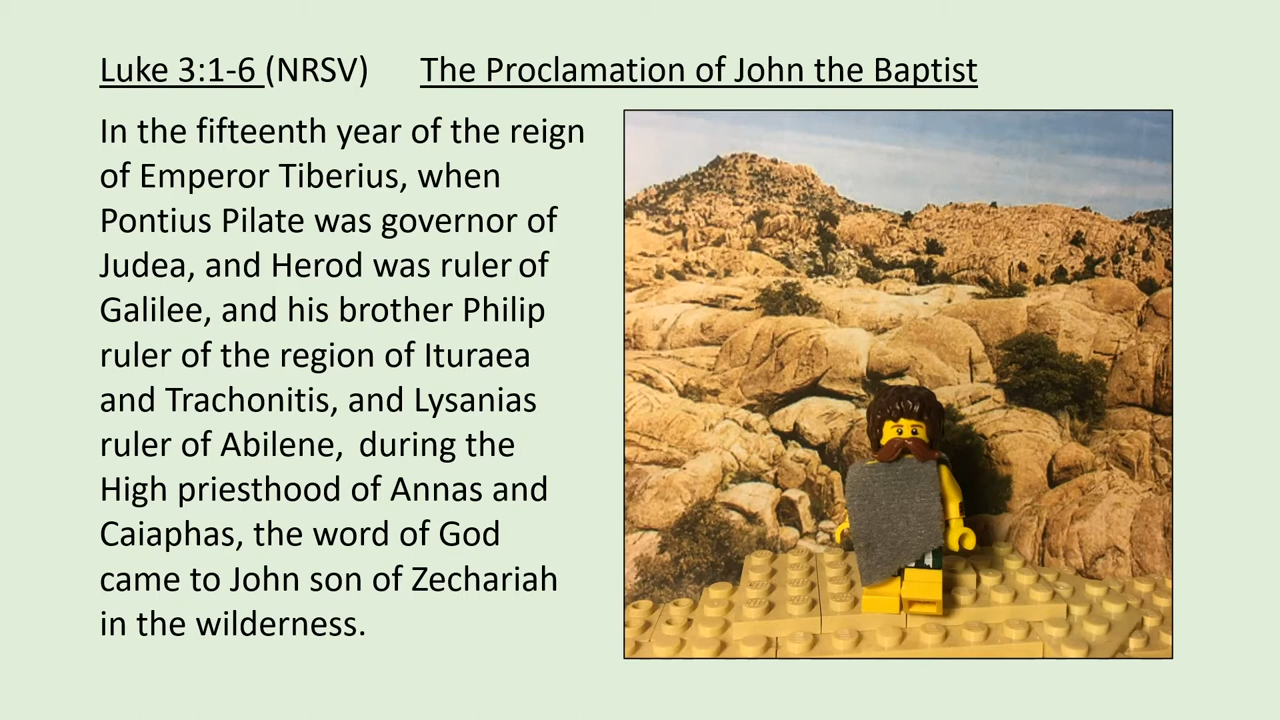 Luke 3:1-6 (NRSV) The Proclamation of John the Baptist
In the fifteenth year of the reign
of Emperor Tiberius, when
Pontius Pilate was governor of
Judea, and Herod was ruler of
Galilee, and his brother Philip
ruler of the region of Ituraea
and Trachonitis, and Lysanias
ruler of Abilene, during the
High priesthood of Annas and
Caiaphas, the word of God
came to John son of Zechariah
in the wilderness.